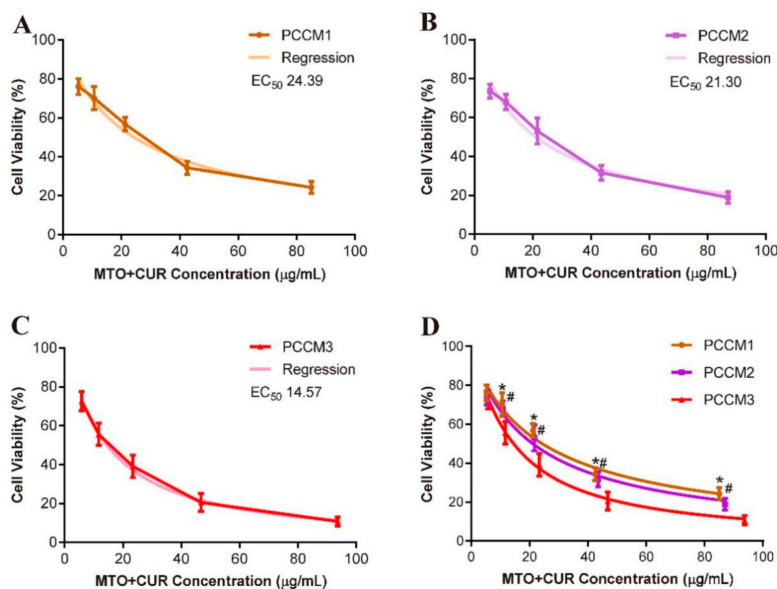 A
PCCM1
Regression
EC50 24.39
Cell Viability (%)
100
80
60
40
20
0
0 20 40 60 80 100
MTO+CUR Concentration (μg/mL)
B
PCCM2
Regression
EC50 21.30
Cell Viability (%)
100
80
60
40
20
0
0 20 40 60 80 100
MTO+CUR Concentration (μg/mL)
C
PCCM3
Regression
EC50 14.57
Cell Viability (%)
100
80
60
40
20
0
0 20 40 60 80 100
MTO+CUR Concentration (μg/mL)
D
PCCM1
PCCM2
PCCM3
Cell Viability (%)
100
80
60
40
20
0
* # * # * # * #
0 20 40 60 80 100
MTO+CUR Concentration (μg/mL)